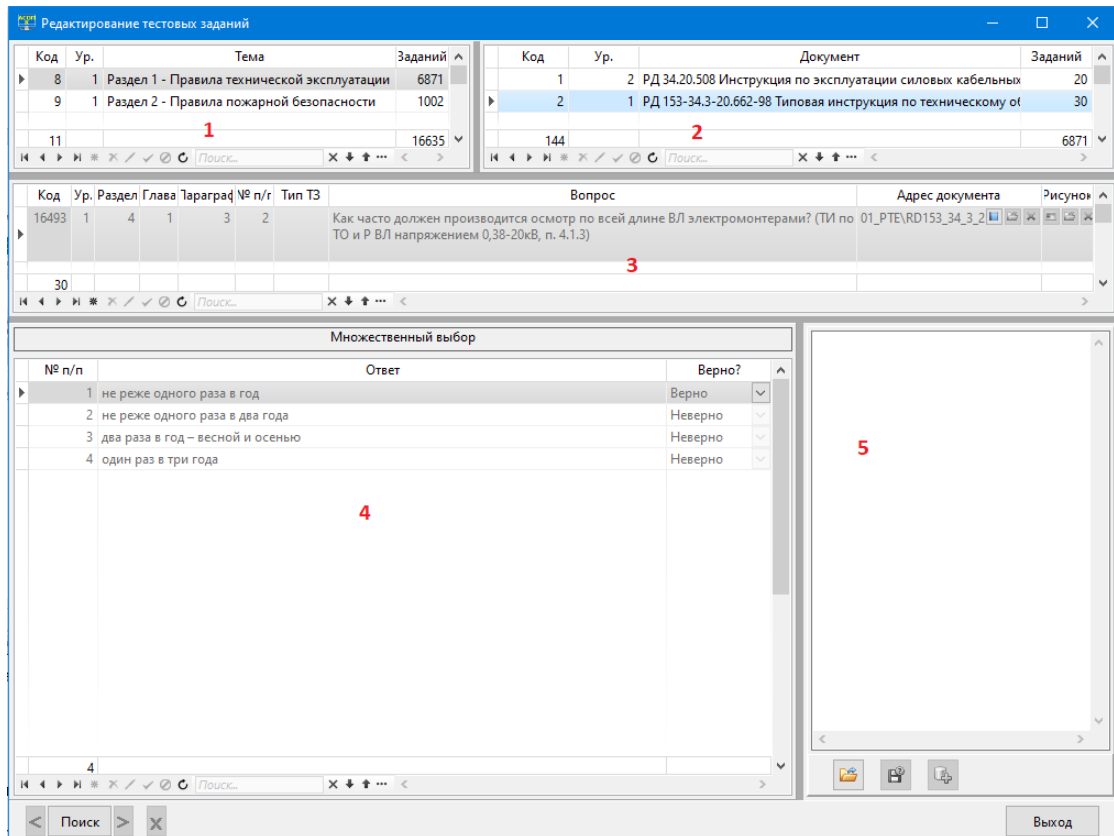 Редактирование тестовых заданий
Код Ур. Тема Заданий
8 1 Раздел 1 - Правила технической эксплуатации 6871
9 1 Раздел 2 - Правила пожарной безопасности 1002
1
11 16635
Поиск...
Код Ур. Документ Заданий
1 2 РД 34.20.508 Инструкция по эксплуатации силовых кабельных 20
2 1 РД 153-34.3-20.662-98 Типовая инструкция по техническому об 30
2
144 6871
Поиск...
Код Ур. Раздел Глава Параграф № п/г Тип ТЗ Вопрос Адрес документа Рисунок
16493 1 4 1 3 2 Как часто должен производится осмотр по всей длине ВЛ электромонтерами? (ТИ по 01_PTE\RD153_34_3_2
ТО и Р ВЛ напряжением 0,38-20кВ, п. 4.1.3)
3
30
Поиск...
Множественный выбор
№ п/п Ответ Верно?
1 не реже одного раза в год Верно
2 не реже одного раза в два года Неверно
3 два раза в год – весной и осенью Неверно
4 один раз в три года Неверно
4
5
4
Поиск...
< Поиск > X
Выход